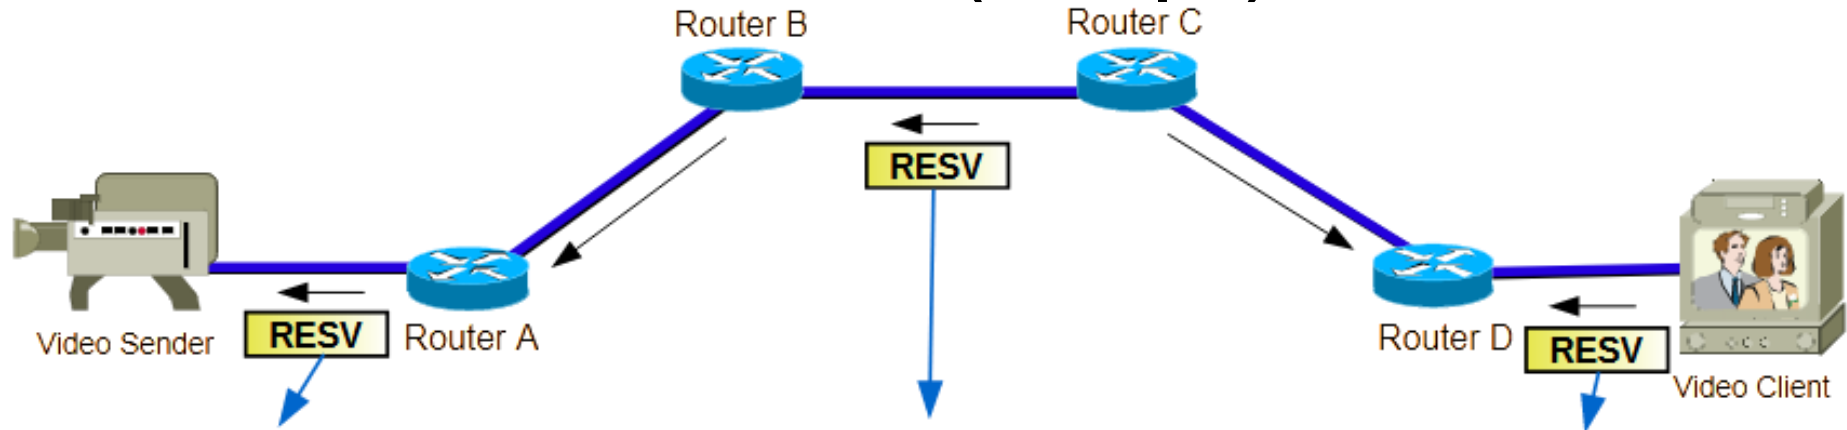 Router B
Router C
RESV
Video Sender
RESV
Router A
Router D
RESV
Video Client